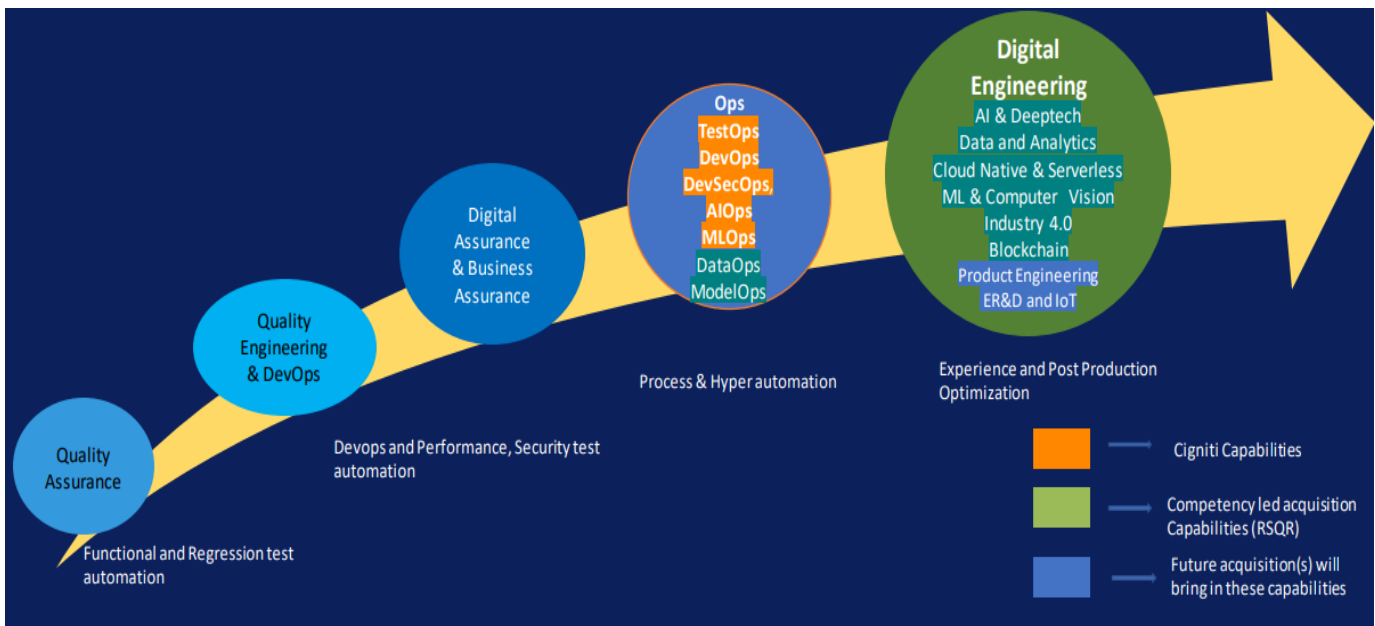 Quality
Assurance
Functional and Regression test
automation
Quality
Engineering
& DevOps
Devops and Performance, Security test
automation
Digital
Assurance
& Business
Assurance
Ops
TestOps
DevOps
DevSecOps,
AIOps
MLOps
DataOps
ModelOps
Process & Hyper automation
Digital
Engineering
AI & Deeptech
Data and Analytics
Cloud Native & Serverless
ML & Computer Vision
Industry 4.0
Blockchain
Product Engineering
ER&D and IoT
Experience and Post Production
Optimization
Cigniti Capabilities
Competency led acquisition
Capabilities (RSQR)
Future acquisition(s) will
bring in these capabilities